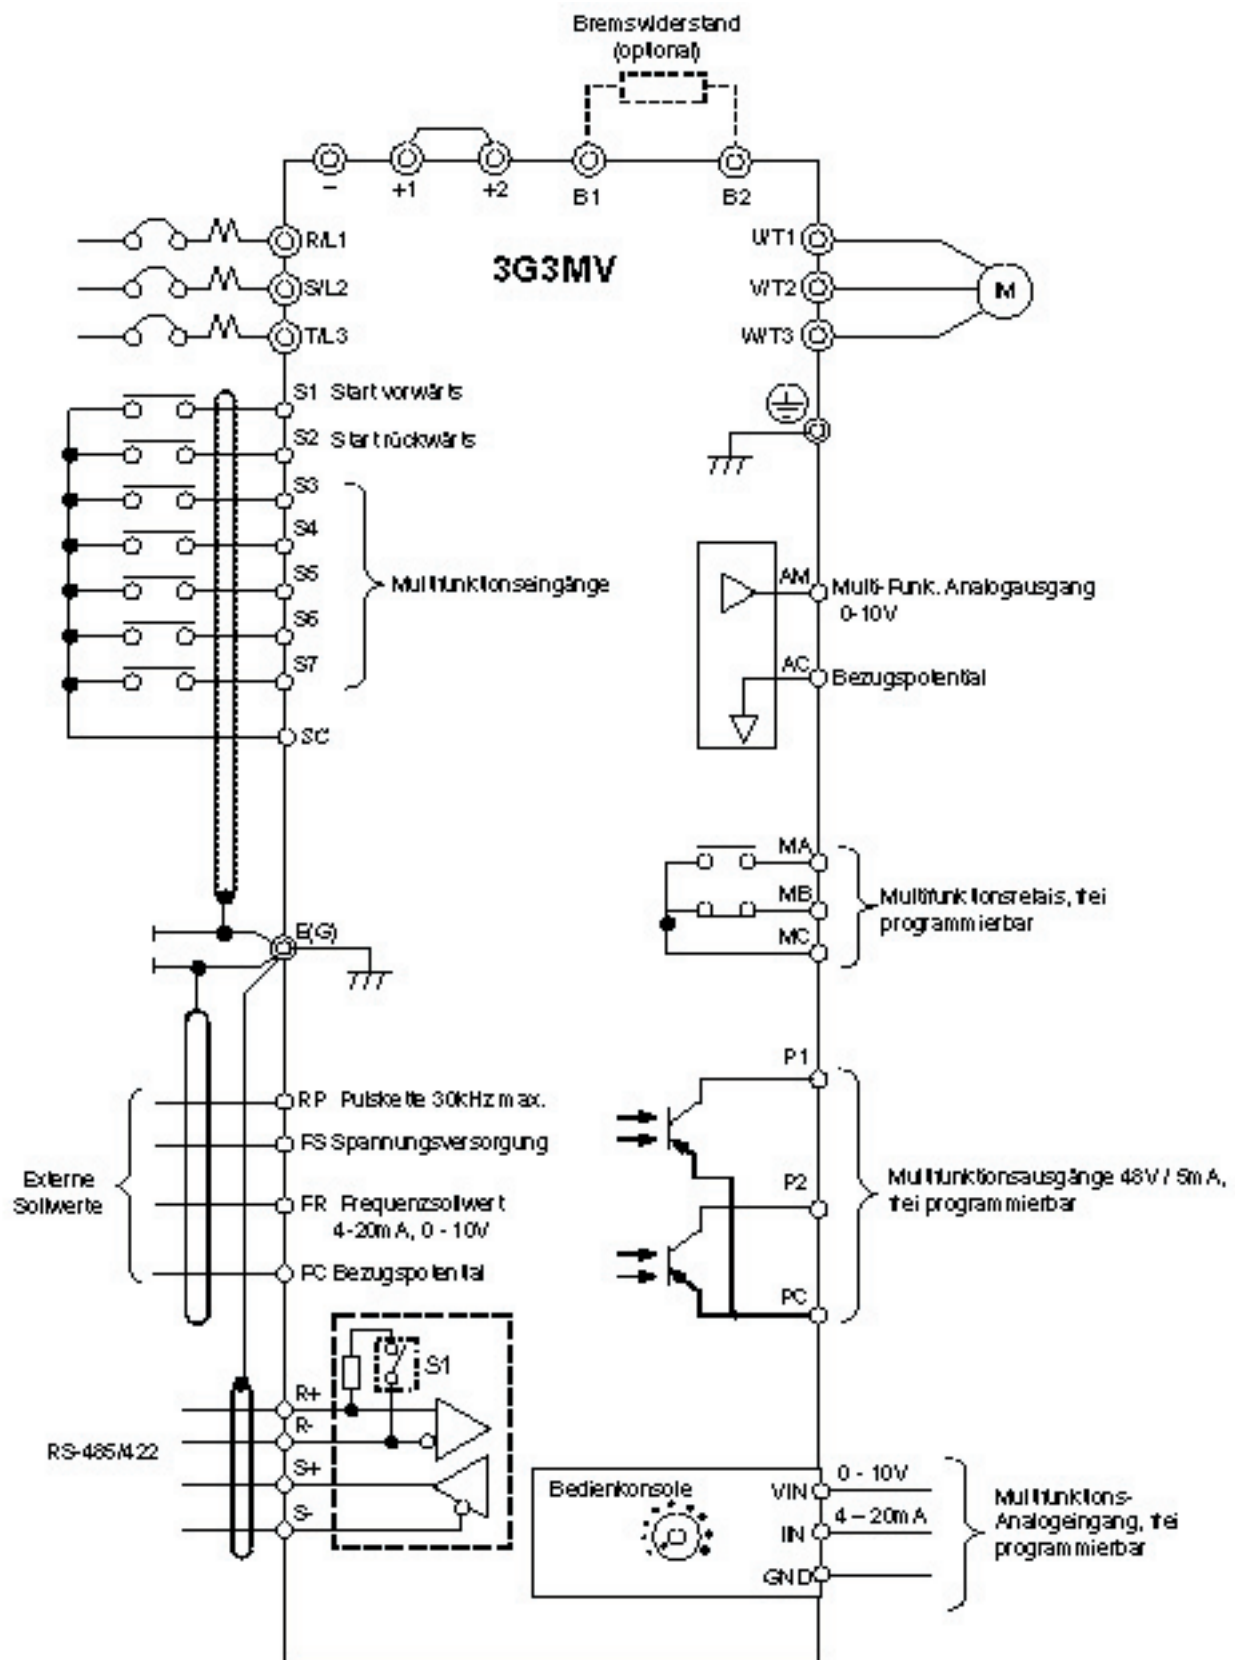 Bremswiderstand
(optional)
-
+1
+2
B1
B2
R/L1
S/L2
T/L3
3G3MV
U/T1
V/T2
W/T3
M
S1 Start vorwärts
S2 Start rückwärts
S3
S4
S5
S6
S7
SC
Multifunktionseingänge
AM
Multi-Funk. Analogausgang
0-10V
AC
Bezugspotential
MA
MB
MC
Multifunktionsrelais, frei
programmierbar
E(G)
P1
P2
PC
Multifunktionsausgänge 48V / 5mA,
frei programmierbar
Externe
Sollwerte
RP Pulskette 30kHz max.
FS Spannungsversorgung
FR Frequenzsollwert
4-20mA, 0 - 10V
FC Bezugspotential
S1
RS-485/422
R+
R-
S+
S-
Bedienkonsole
VIN
IIN
GND
0 - 10V
4 – 20mA
Multifunktions-
Analogeingang, frei
programmierbar